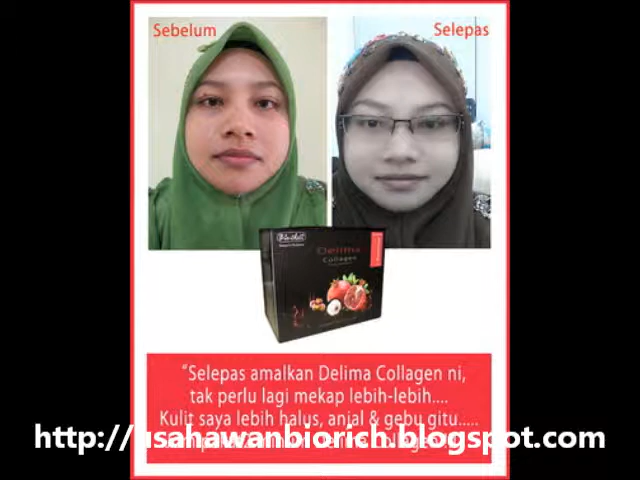 Sebelum
Selepas
Delima
Collagen
"Selepas amalkan Delima Collagen ni,
tak perlu lagi mekap lebih-lebih....
Kulit saya lebih halus, anjal & gebu gitu.....
http://usahawanbiorich.blogspot.com